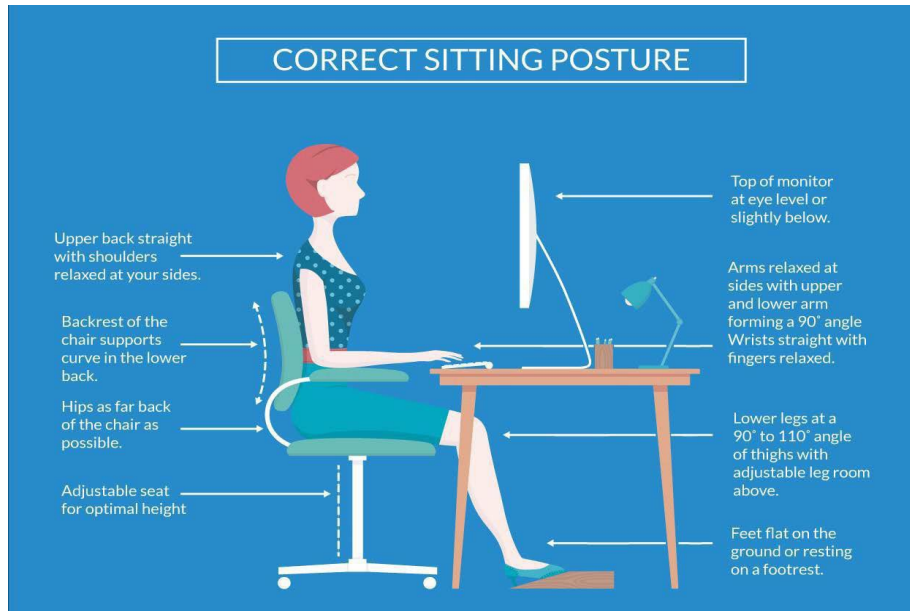 CORRECT SITTING POSTURE
Upper back straight
with shoulders
relaxed at your sides.
Backrest of the
chair supports
curve in the lower
back.
Hips as far back
of the chair as
possible.
Adjustable seat
for optimal height
Top of monitor
at eye level or
slightly below.
Arms relaxed at
sides with upper
and lower arm
forming a 90˚ angle
Wrists straight with
fingers relaxed.
Lower legs at a
90˚ to 110˚ angle
of thighs with
adjustable leg room
above.
Feet flat on the
ground or resting
on a footrest.